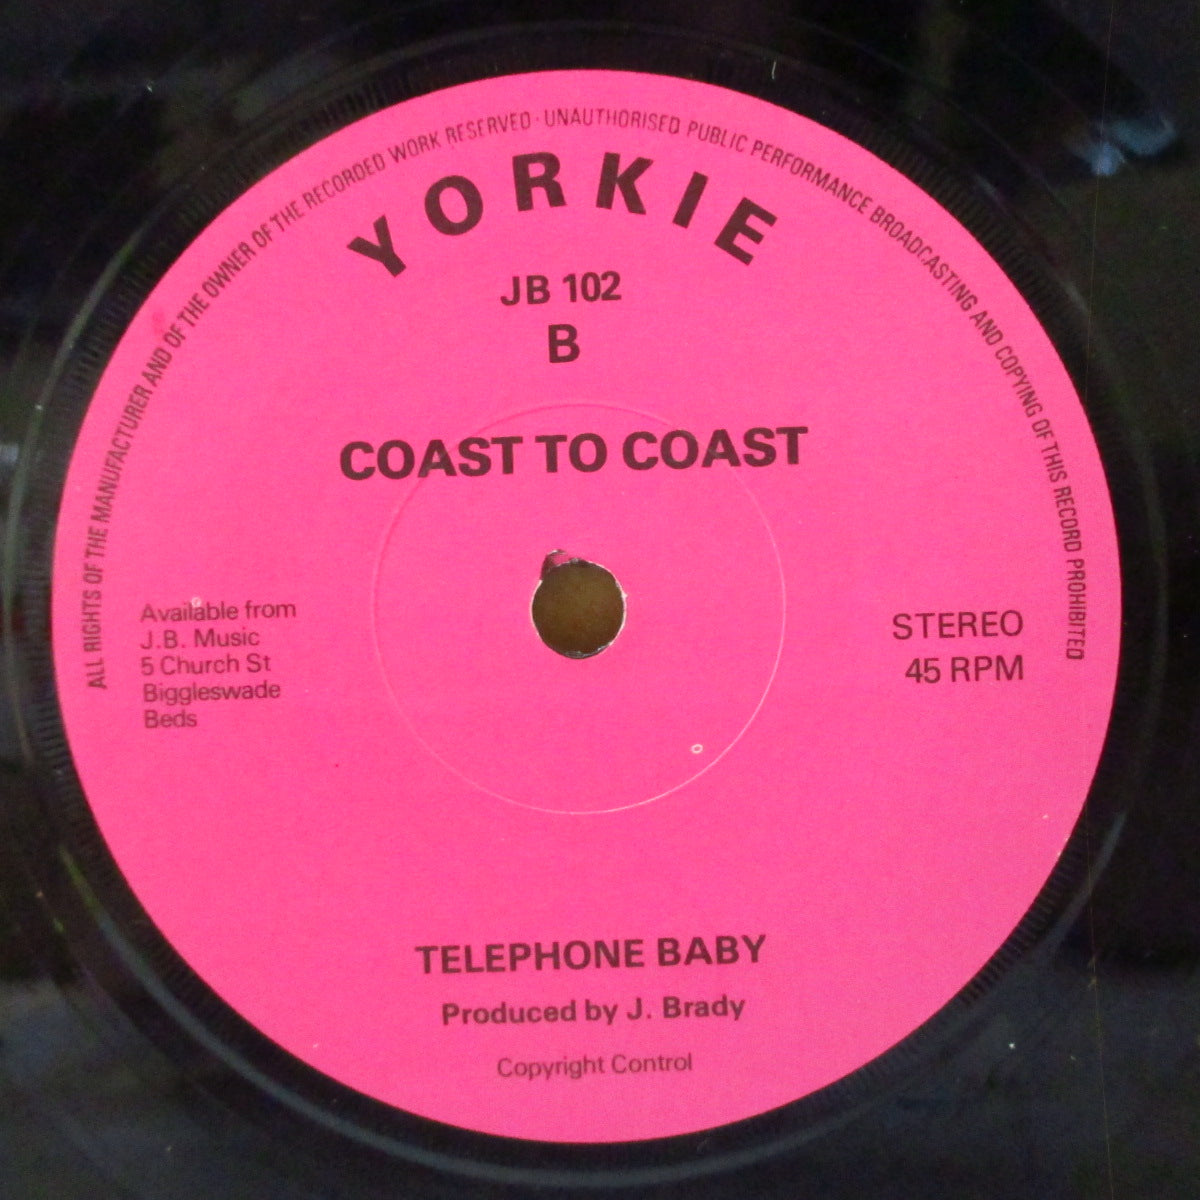 ALL RIGHTS OF THE MANUFACTURER AND OF THE OWNER OF THE RECORDED WORK RESERVED · UNAUTHORISED PUBLIC PERFORMANCE BROADCASTING AND COPYING OF THIS RECORD PROHIBITED
YORKIE
JB 102
B
COAST TO COAST
Available from
J.B. Music
5 Church St
Biggleswade
Beds
STEREO
45 RPM
TELEPHONE BABY
Produced by J. Brady
Copyright Control